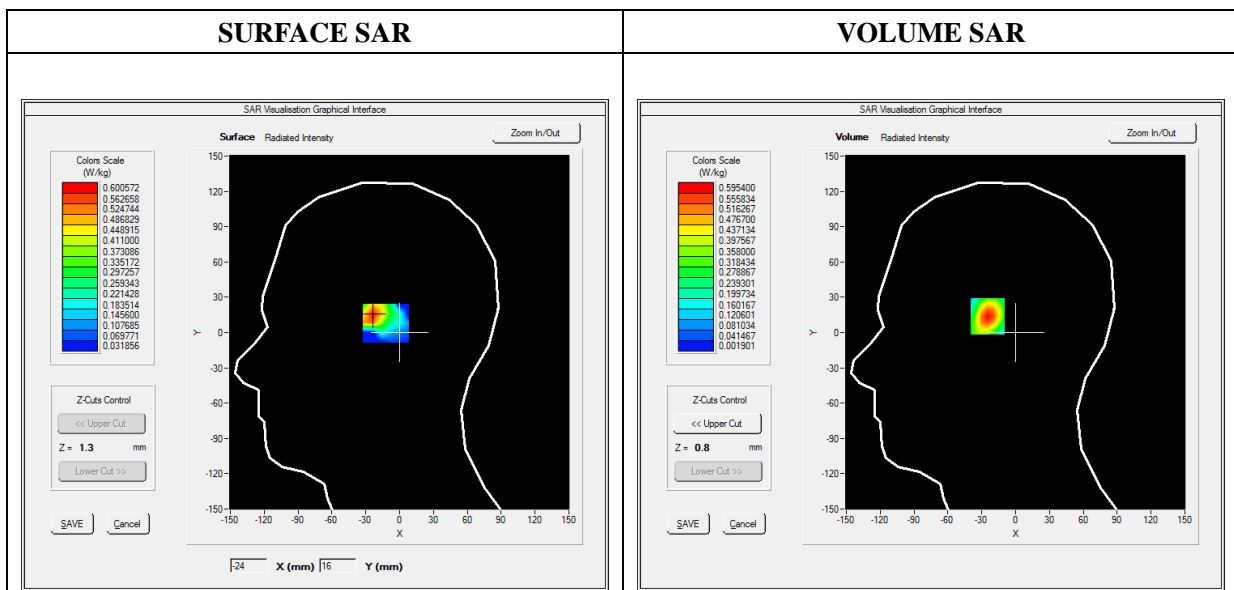 SURFACE SAR
SAR Visualisation Graphical Interface
Surface Radiated Intensity
Zoom In/Out
Colors Scale
(W/kg)
0.600572
0.562658
0.524744
0.486829
0.448915
0.411000
0.373086
0.335172
0.297257
0.259343
0.221428
0.183514
0.145600
0.107685
0.069771
0.031856
Z-Cuts Control
<< Upper Cut
Z = 1.3 mm
Lower Cut >>
SAVE Cancel
150
120
90
60
30
0
-30
-60
-90
-120
-150
Y
-150 -120 -90 -60 -30 0 30 60 90 120 150
X
-24 X (mm) 16 Y (mm)
VOLUME SAR
SAR Visualisation Graphical Interface
Volume Radiated Intensity
Zoom In/Out
Colors Scale
(W/kg)
0.595400
0.555834
0.516267
0.476700
0.437134
0.397567
0.358000
0.318434
0.278867
0.239301
0.199734
0.160167
0.120601
0.081034
0.041467
0.001901
Z-Cuts Control
<< Upper Cut
Z = 0.8 mm
Lower Cut >>
SAVE Cancel
150
120
90
60
30
0
-30
-60
-90
-120
-150
Y
-150 -120 -90 -60 -30 0 30 60 90 120 150
X